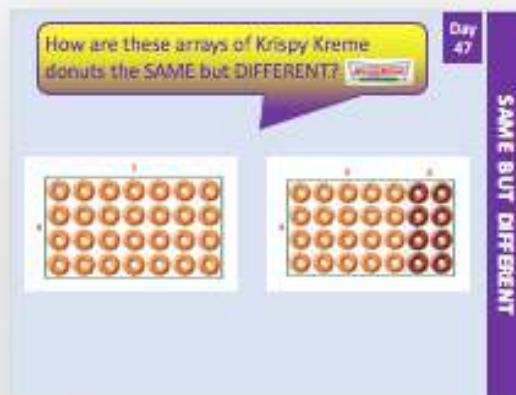 How are these arrays of Krispy Kreme
donuts the SAME but DIFFERENT?
Day
47
SAME BUT DIFFERENT